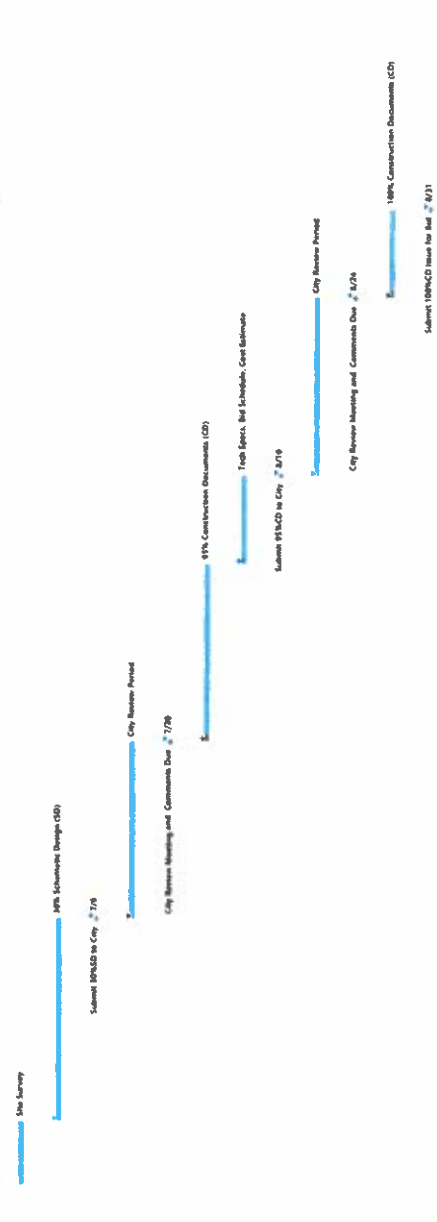 Site Survey
30% Schematic Design (SD)
Submit 30%SD to City 7/6
City Review Period
City Review Meeting and Comments Due 7/20
95% Construction Documents (CD)
Tech Specs, Bid Schedule, Cost Estimate
Submit 95%CD to City 8/10
City Review Period
City Review Meeting and Comments Due 8/24
100% Construction Documents (CD)
Submit 100%CD Issue For Bid 8/31